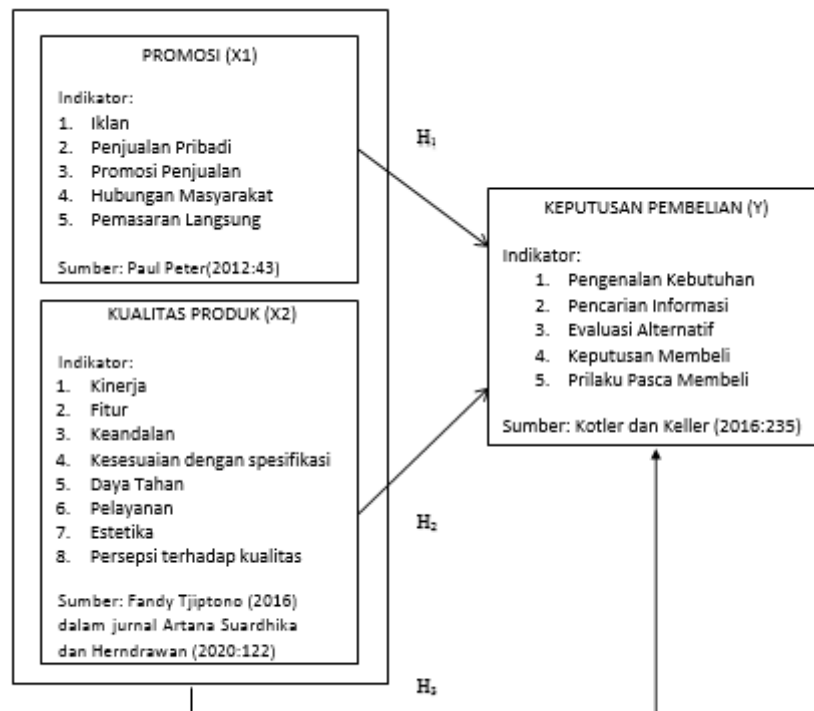 PROMOSI (X1)
Indikator:
1. Iklan
2. Penjualan Pribadi
3. Promosi Penjualan
4. Hubungan Masyarakat
5. Pemasaran Langsung
Sumber: Paul Peter(2012:43)
KUALITAS PRODUK (X2)
Indikator:
1. Kinerja
2. Fitur
3. Keandalan
4. Kesesuaian dengan spesifikasi
5. Daya Tahan
6. Pelayanan
7. Estetika
8. Persepsi terhadap kualitas
Sumber: Fandy Tjiptono (2016)
dalam jurnal Artana Suardhika
dan Herndrawan (2020:122)
H₁
H₂
H₃
KEPUTUSAN PEMBELIAN (Y)
Indikator:
1. Pengenalan Kebutuhan
2. Pencarian Informasi
3. Evaluasi Alternatif
4. Keputusan Membeli
5. Prilaku Pasca Membeli
Sumber: Kotler dan Keller (2016:235)